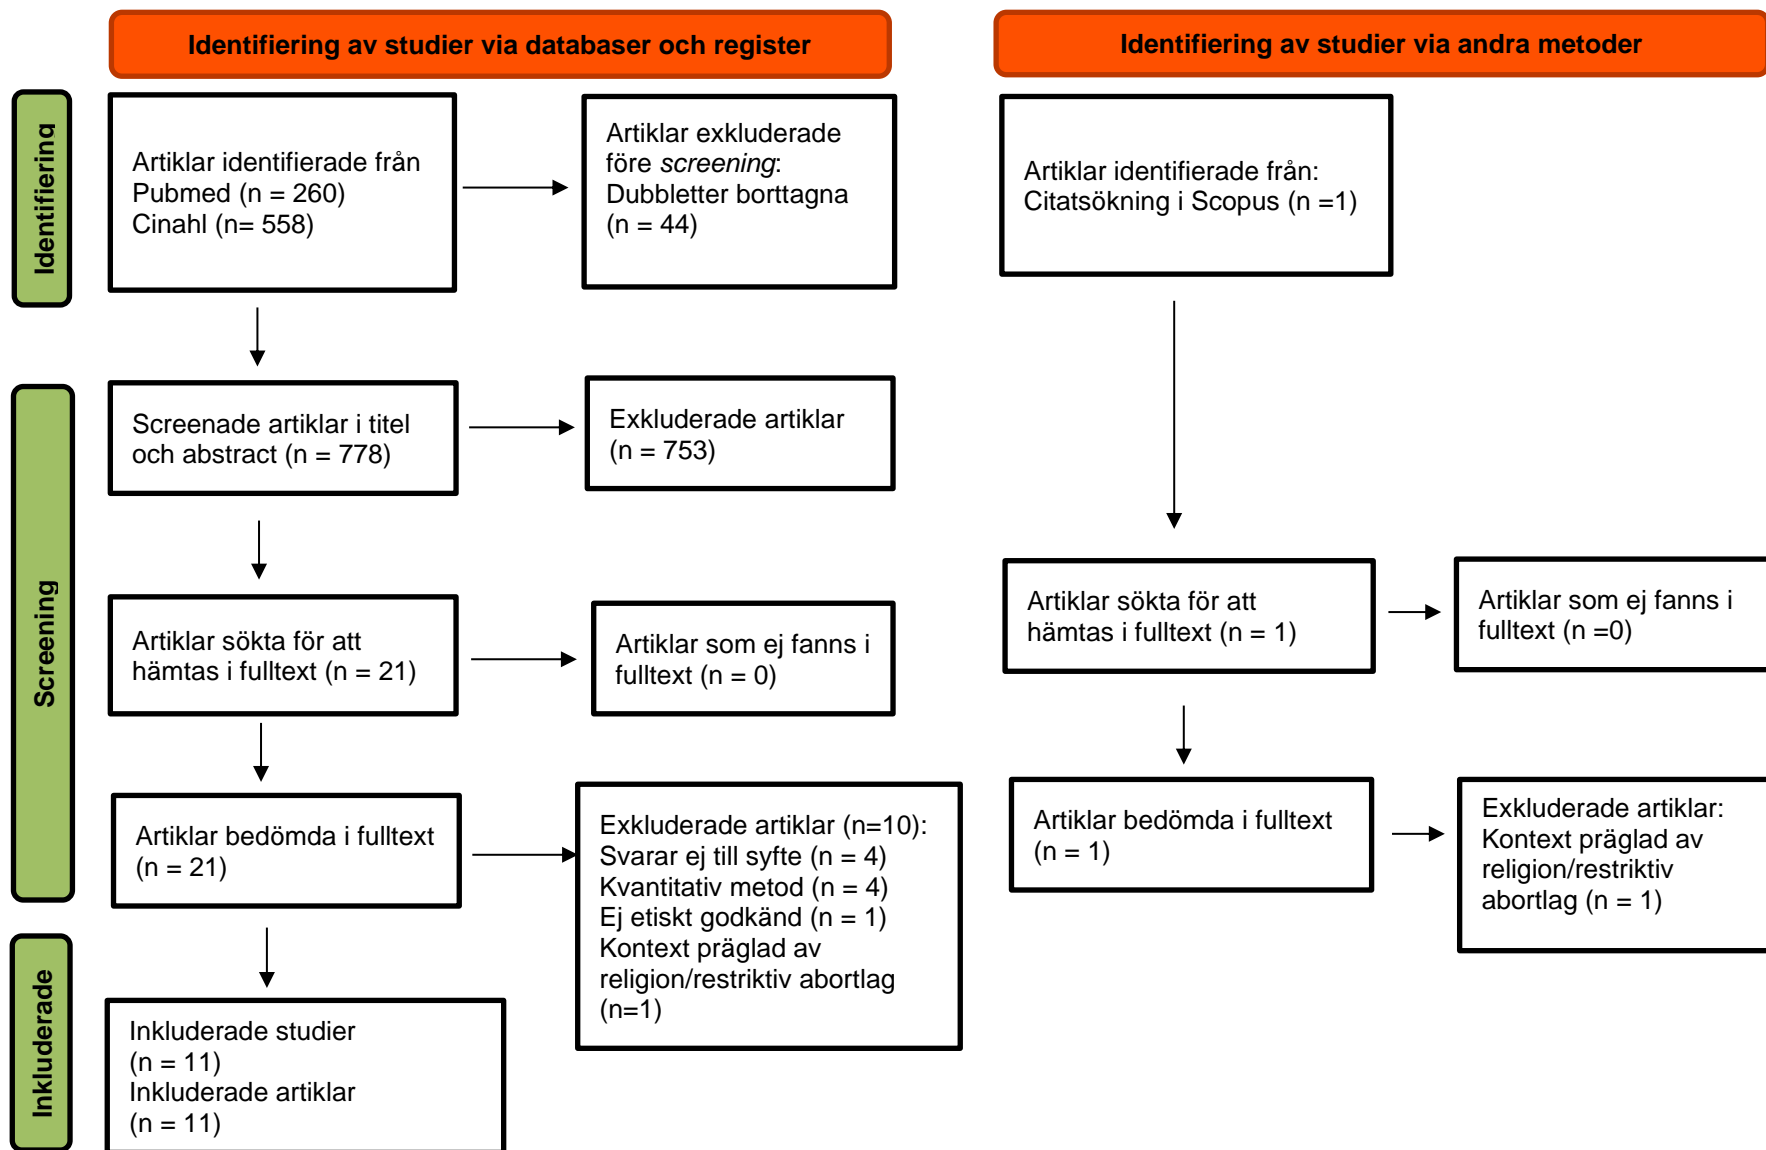 Identifiering av studier via databaser och register
Identifiering av studier via andra metoder
Identifiering
Artiklar identifierade från
Pubmed (n = 260)
Cinahl (n= 558)
Artiklar exkluderade
före screening:
Dubbletter borttagna
(n = 44)
Artiklar identifierade från:
Citatsökning i Scopus (n =1)
Screening
Screenade artiklar i titel
och abstract (n = 778)
Exkluderade artiklar
(n = 753)
Artiklar sökta för att
hämtas i fulltext (n = 21)
Artiklar som ej fanns i
fulltext (n = 0)
Artiklar sökta för att
hämtas i fulltext (n = 1)
Artiklar som ej fanns i
fulltext (n =0)
Artiklar bedömda i fulltext
(n = 21)
Exkluderade artiklar (n=10):
Svarar ej till syfte (n = 4)
Kvantitativ metod (n = 4)
Ej etiskt godkänd (n = 1)
Kontext präglad av
religion/restriktiv abortlag
(n=1)
Artiklar bedömda i fulltext
(n = 1)
Exkluderade artiklar:
Kontext präglad av
religion/restriktiv
abortlag (n = 1)
Inkluderade
Inkluderade studier
(n = 11)
Inkluderade artiklar
(n = 11)